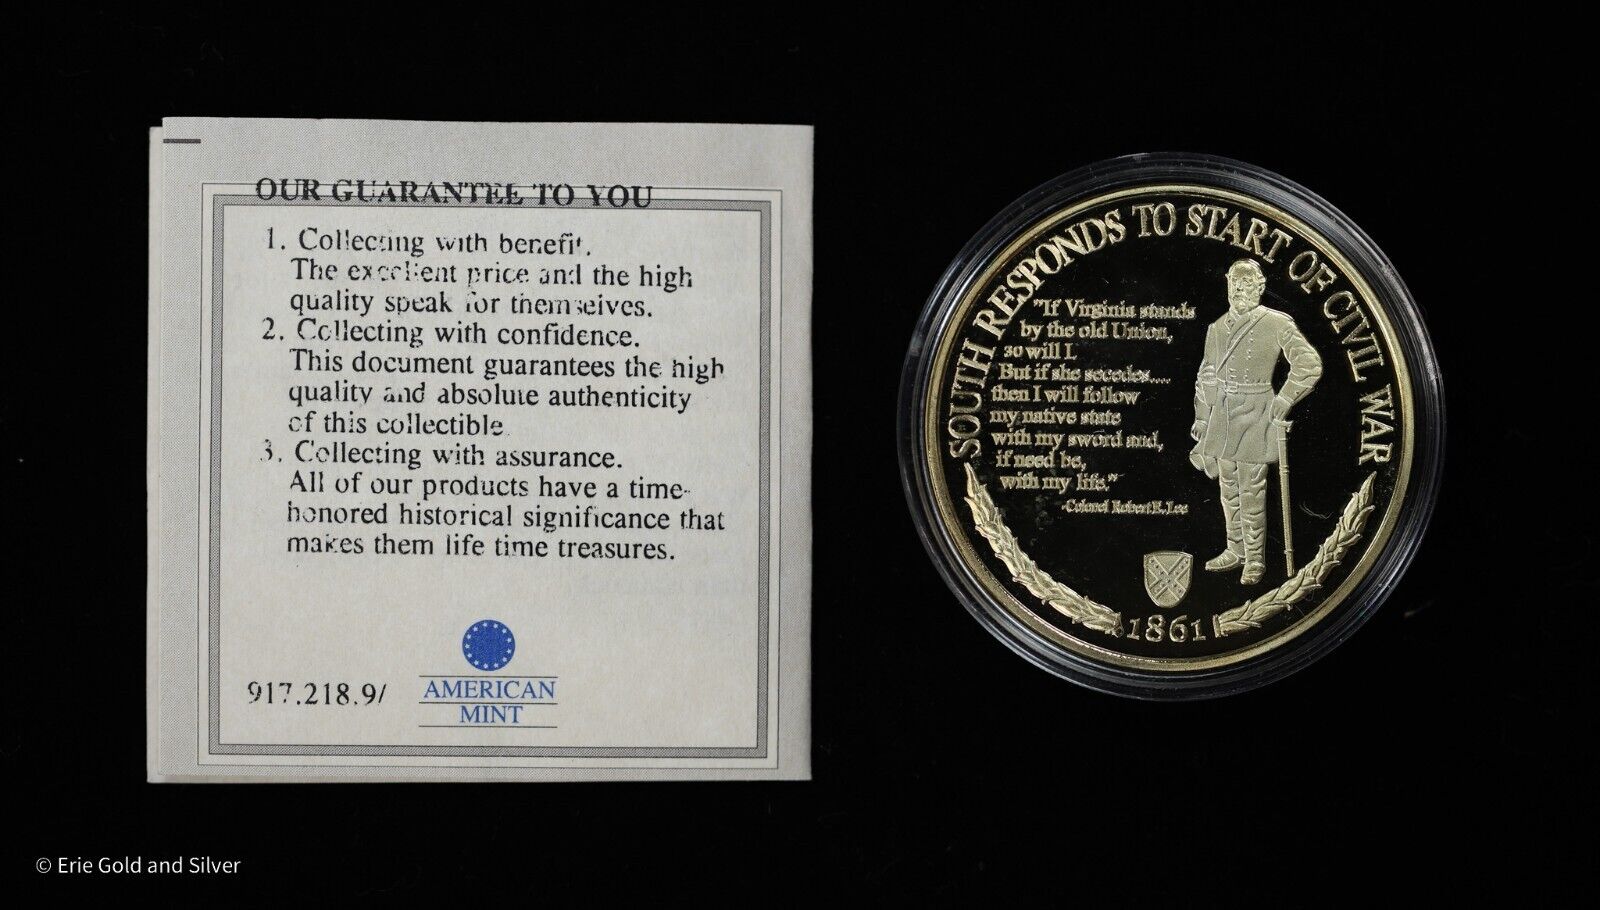 OUR GUARANTEE TO YOU
1. Collecting with benefit.
The excellent price and the high
quality speak for themselves.
2. Collecting with confidence.
This document guarantees the high
quality and absolute authenticity
of this collectible.
3. Collecting with assurance.
All of our products have a time-
honored historical significance that
makes them life time treasures.
917.218.9/
AMERICAN
MINT
SOUTH RESPONDS TO START OF CIVIL WAR
"If Virginia stands
by the old Union,
so will I.
But if she secedes....
then I will follow
my native state
with my sword and,
if need be,
with my life."
-Colonel Robert E. Lee
1861
© Erie Gold and Silver